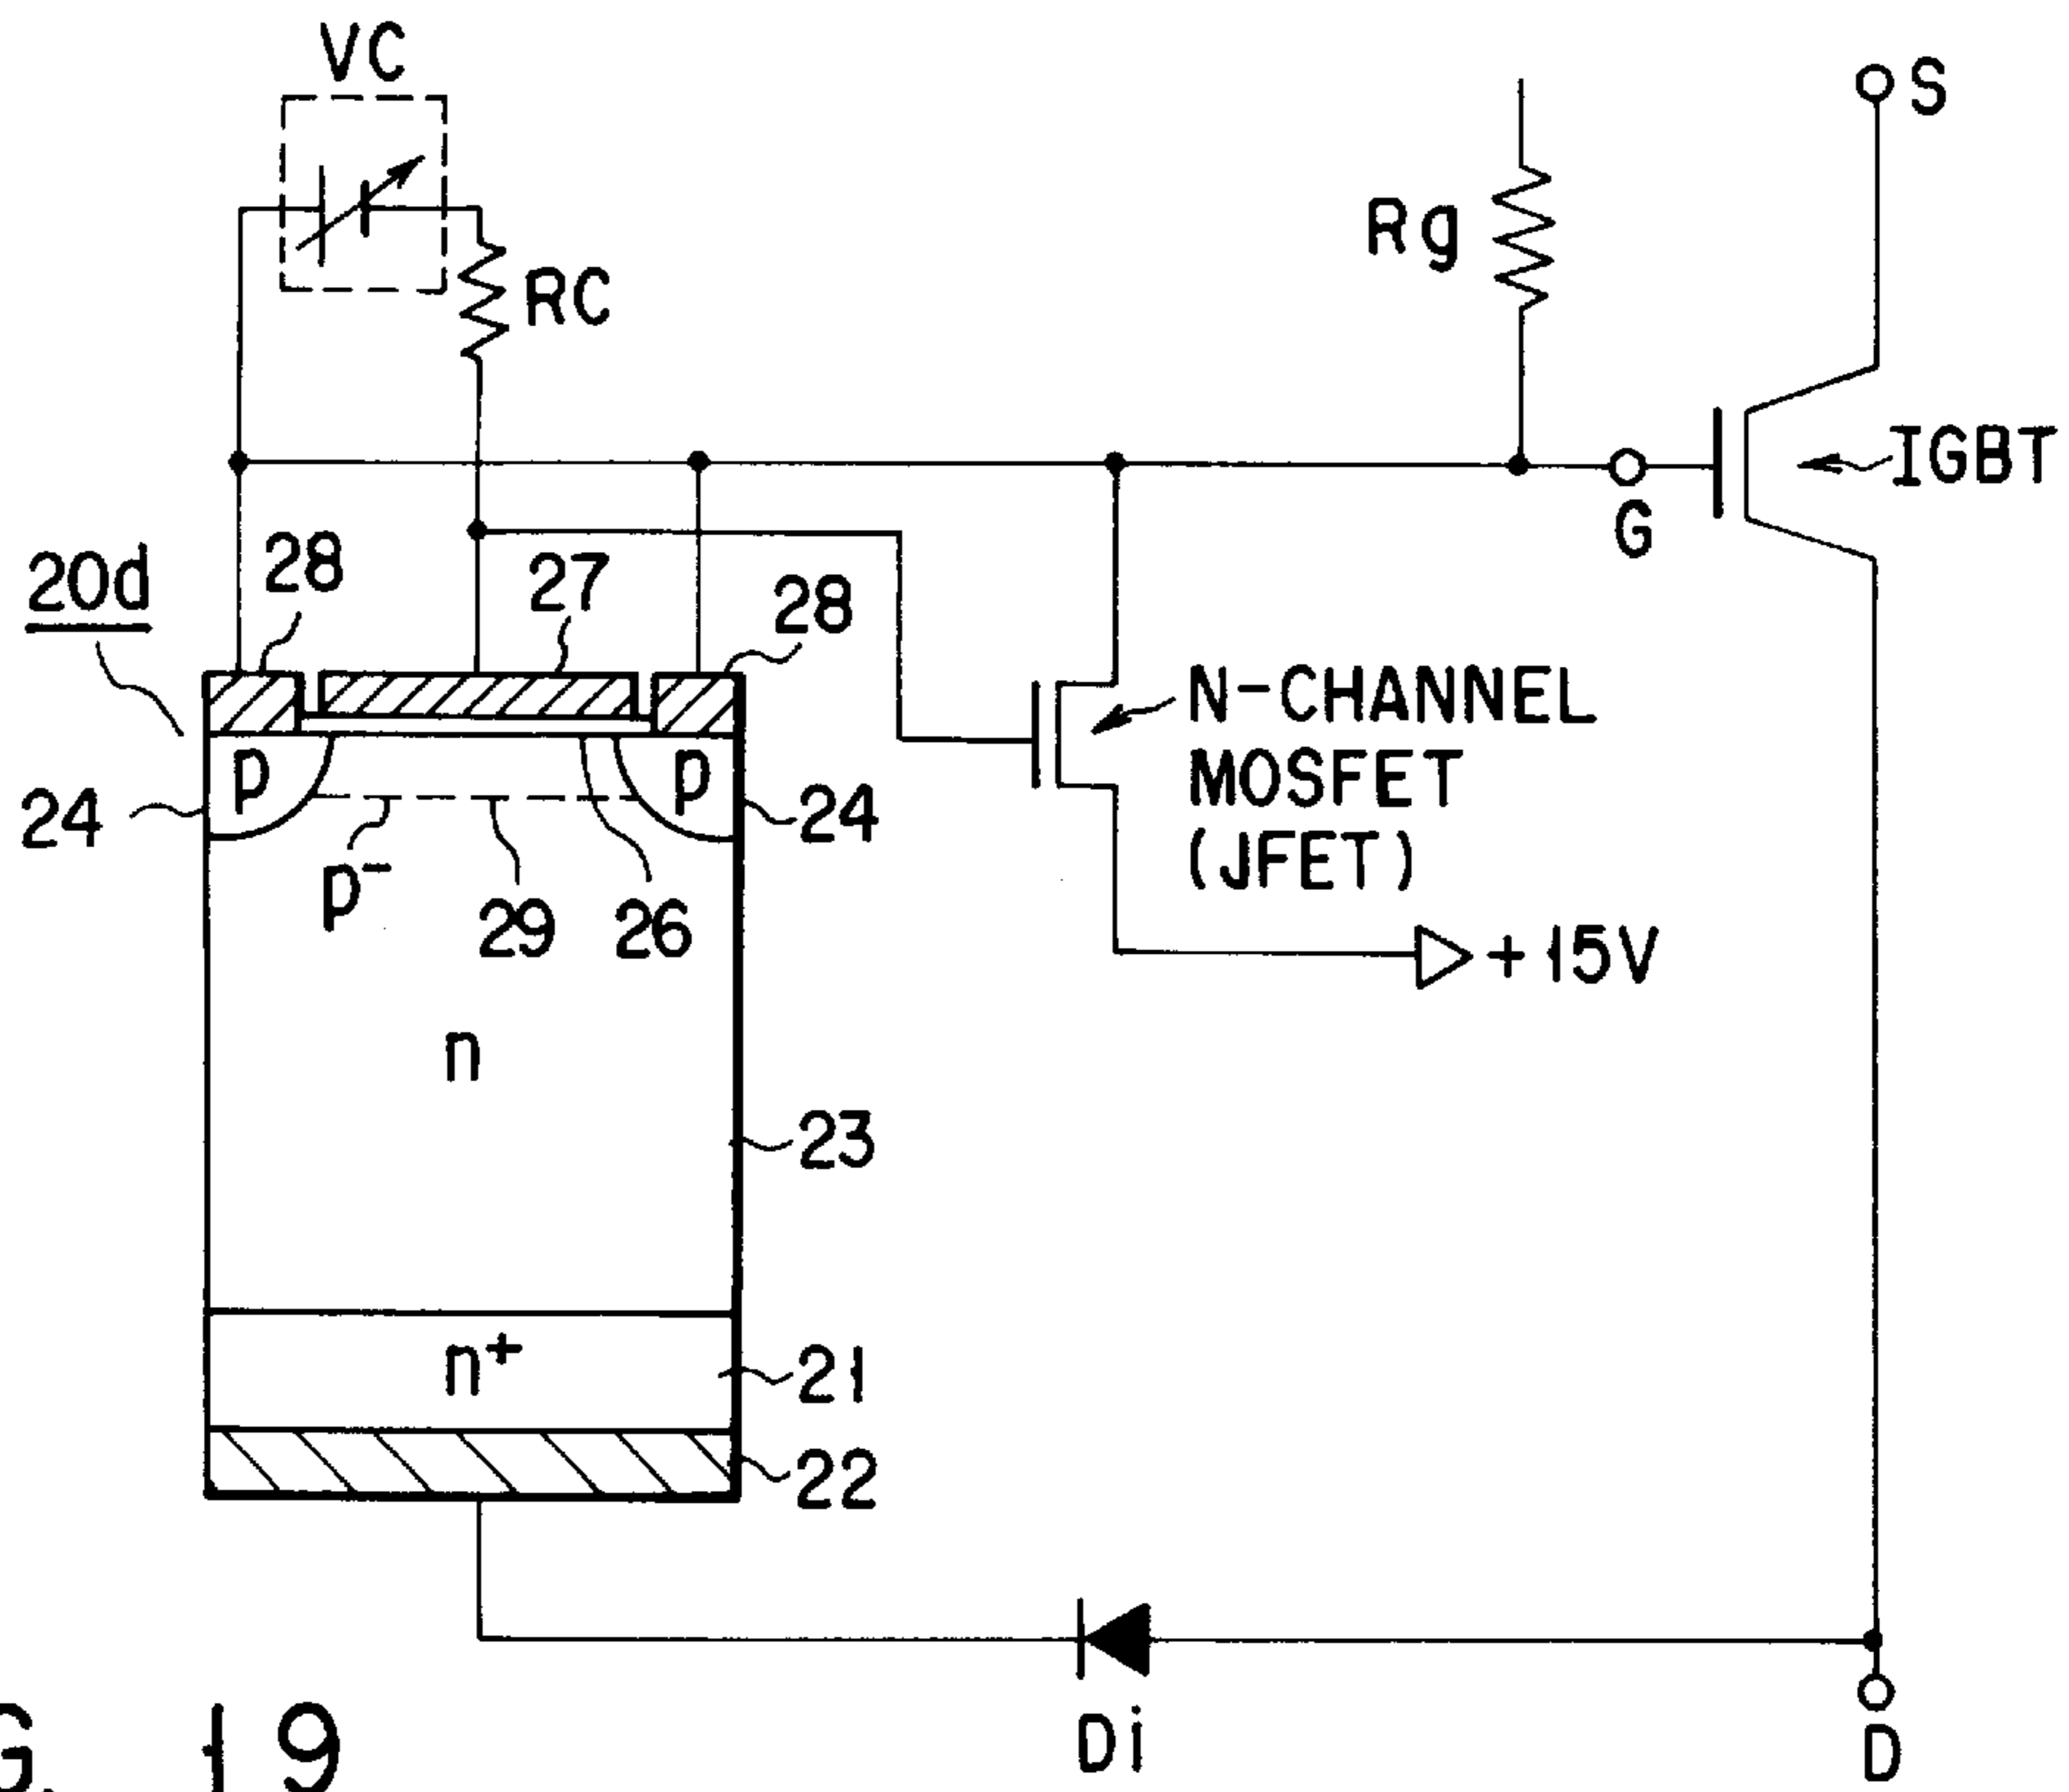 VC
S
Rg
RC
IGBT
G
20d
28
27
28
N-CHANNEL
MOSFET
(JFET)
p
p
24
24
p⁻
29
26
+15V
n
23
n⁺
21
22
Di
D
G. 19